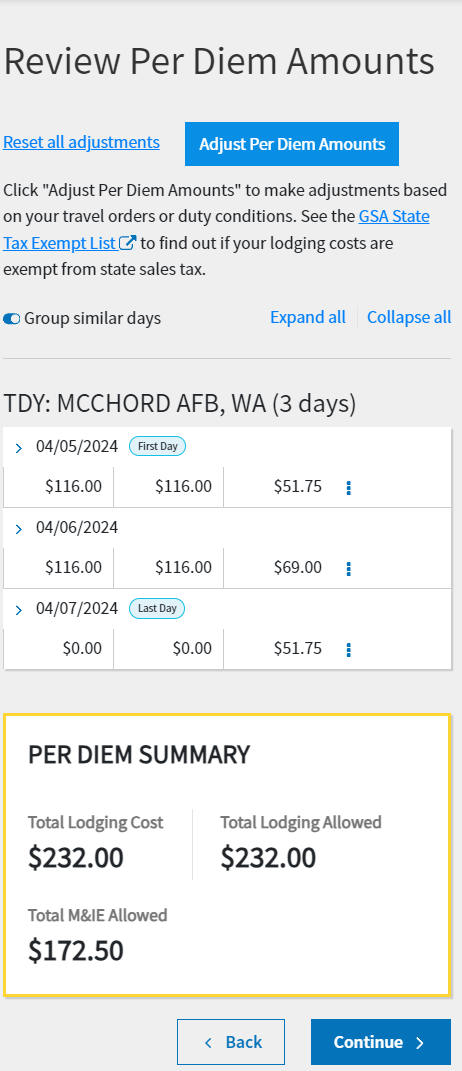 Review Per Diem Amounts
Reset all adjustments
Adjust Per Diem Amounts
Click "Adjust Per Diem Amounts" to make adjustments based
on your travel orders or duty conditions. See the GSA State
Tax Exempt List to find out if your lodging costs are
exempt from state sales tax.
Group similar days
Expand all
Collapse all
TDY: MCCHORD AFB, WA (3 days)
04/05/2024 First Day
$116.00 $116.00 $51.75
04/06/2024
$116.00 $116.00 $69.00
04/07/2024 Last Day
$0.00 $0.00 $51.75
PER DIEM SUMMARY
Total Lodging Cost
$232.00
Total Lodging Allowed
$232.00
Total M&IE Allowed
$172.50
Back
Continue